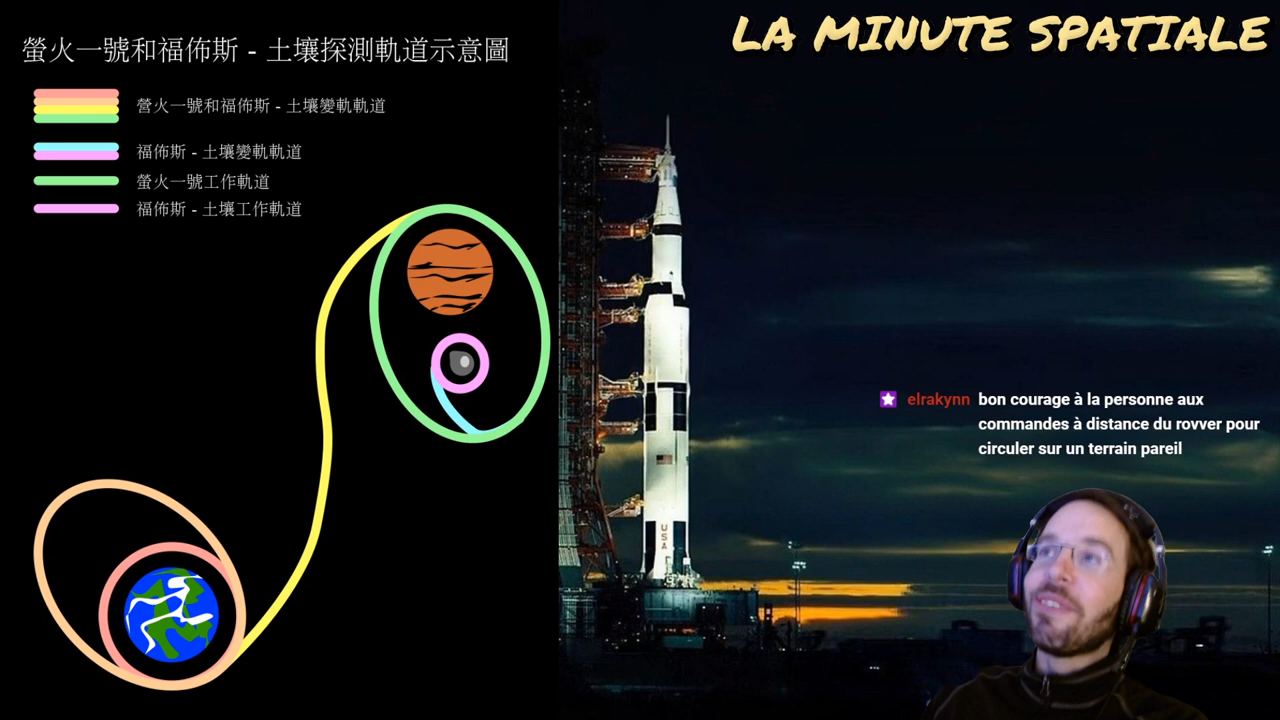 螢火一號和福佈斯 - 土壤探測軌道示意圖
營火一號和福佈斯 - 土壤變軌軌道
福佈斯 - 土壤變軌軌道
螢火一號工作軌道
福佈斯 - 土壤工作軌道
LA MINUTE SPATIALE
elrakynn bon courage à la personne aux
commandes à distance du rovver pour
circuler sur un terrain pareil
USA